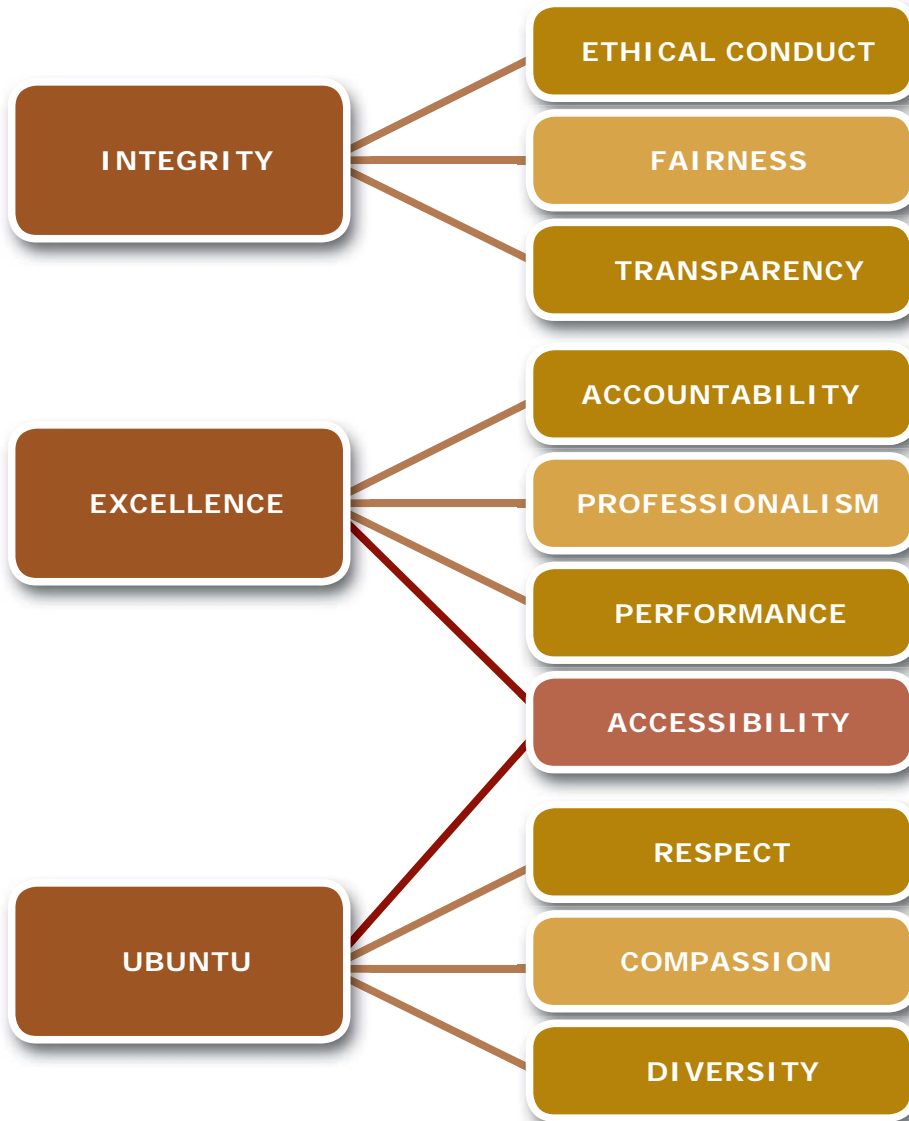 INTEGRITY
ETHICAL CONDUCT
FAIRNESS
TRANSPARENCY
EXCELLENCE
ACCOUNTABILITY
PROFESSIONALISM
PERFORMANCE
ACCESSIBILITY
UBUNTU
RESPECT
COMPASSION
DIVERSITY